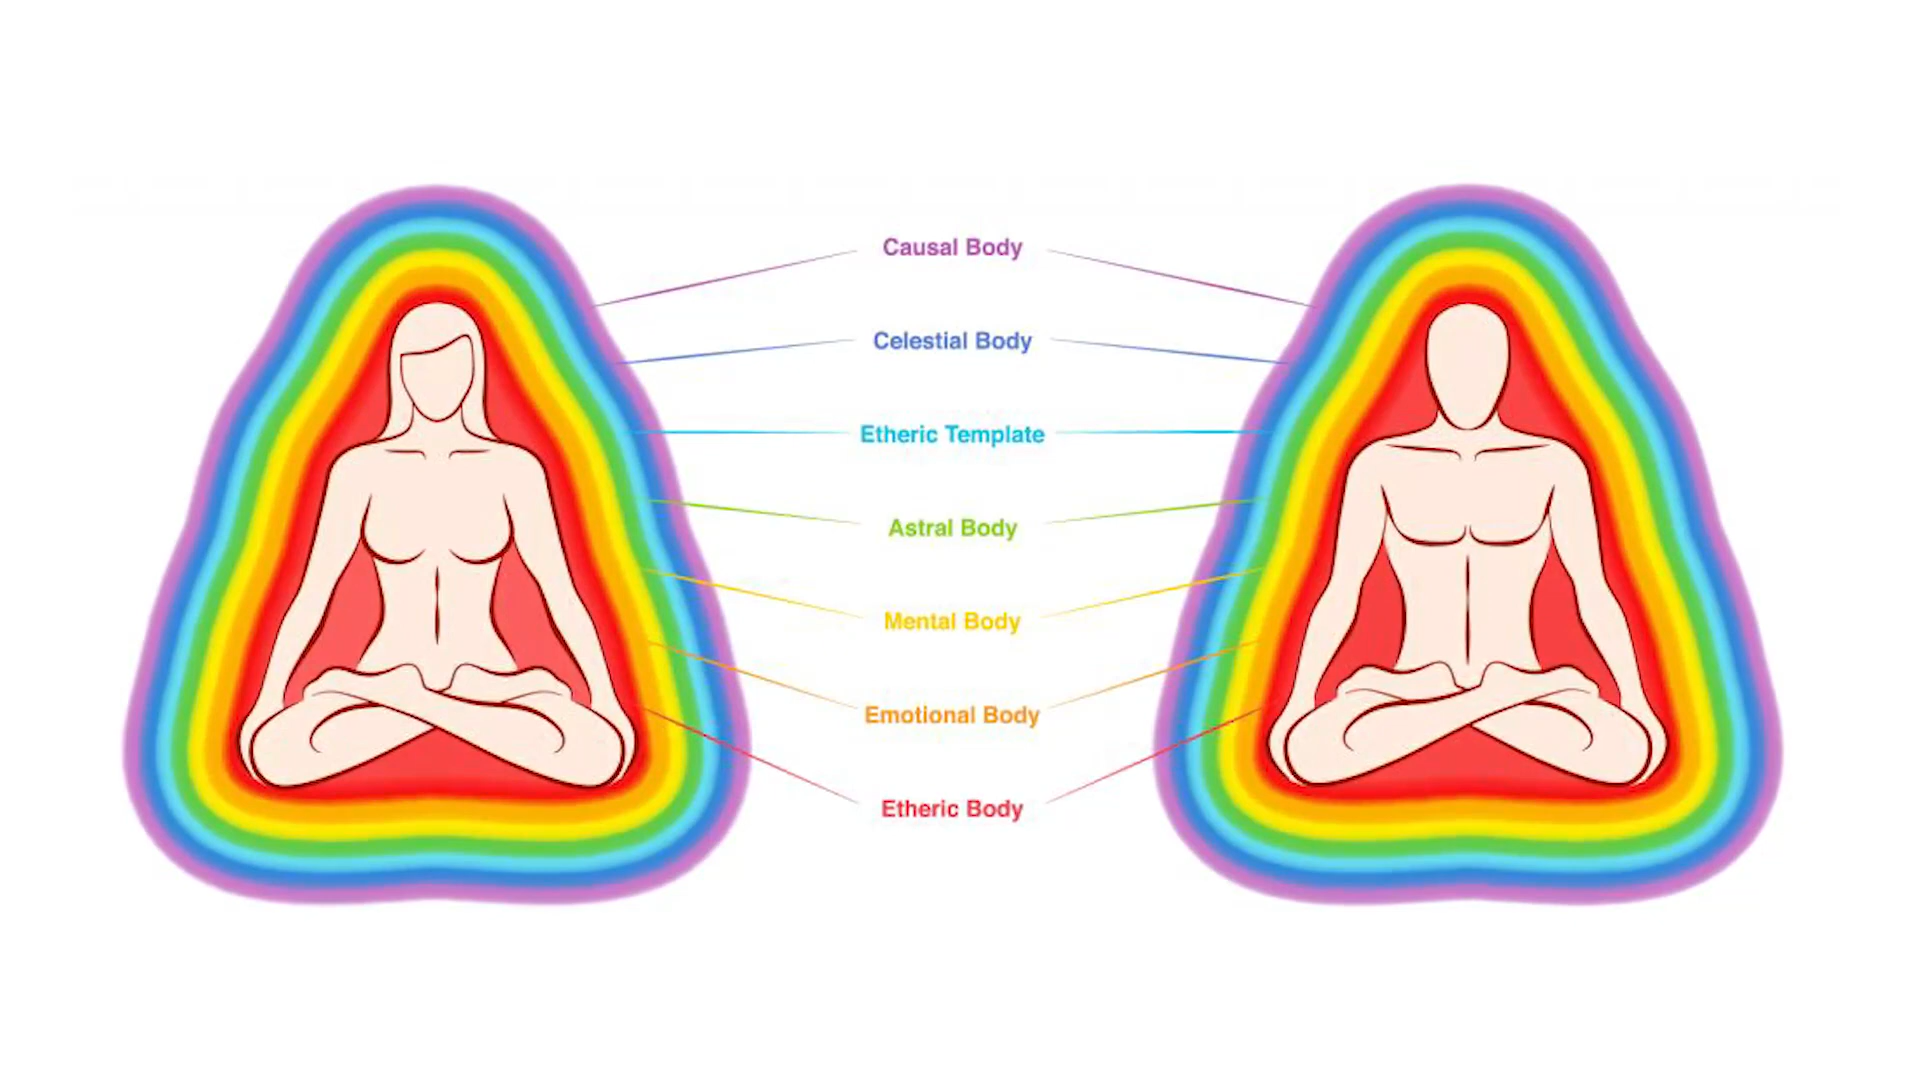 Causal Body
Celestial Body
Etheric Template
Astral Body
Mental Body
Emotional Body
Etheric Body